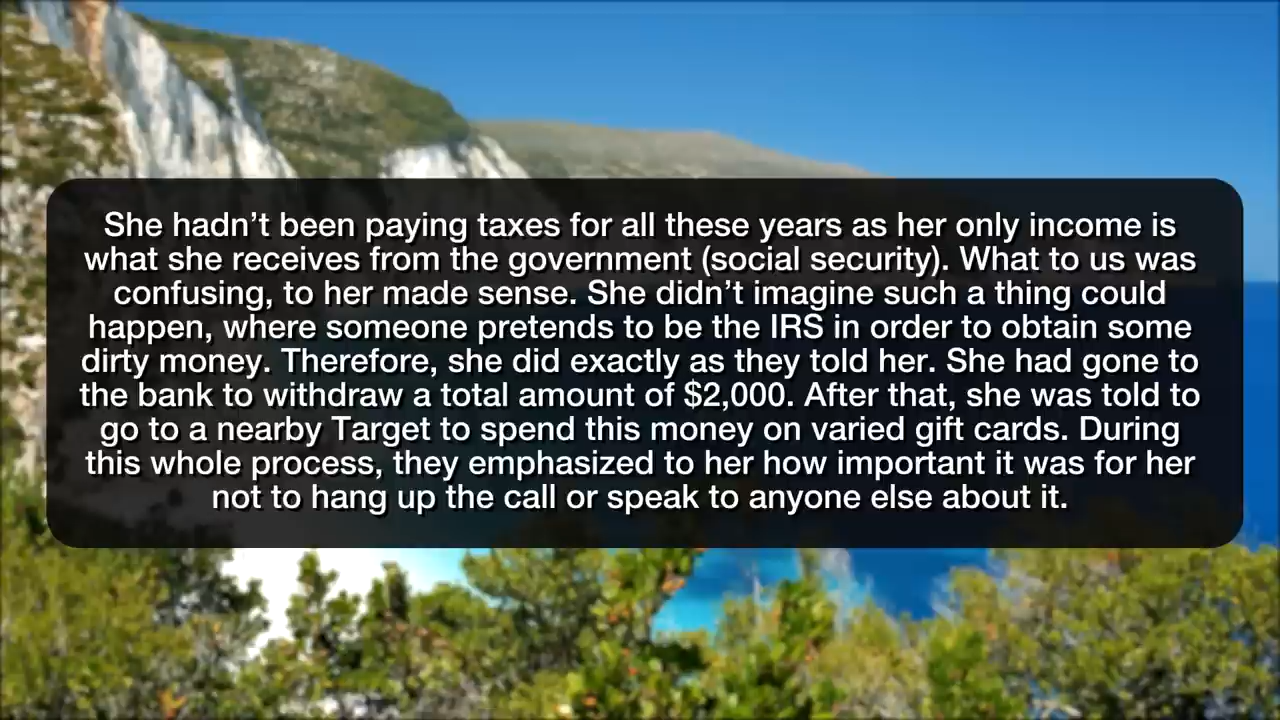 She hadn’t been paying taxes for all these years as her only income is
what she receives from the government (social security). What to us was
confusing, to her made sense. She didn’t imagine such a thing could
happen, where someone pretends to be the IRS in order to obtain some
dirty money. Therefore, she did exactly as they told her. She had gone to
the bank to withdraw a total amount of $2,000. After that, she was told to
go to a nearby Target to spend this money on varied gift cards. During
this whole process, they emphasized to her how important it was for her
not to hang up the call or speak to anyone else about it.